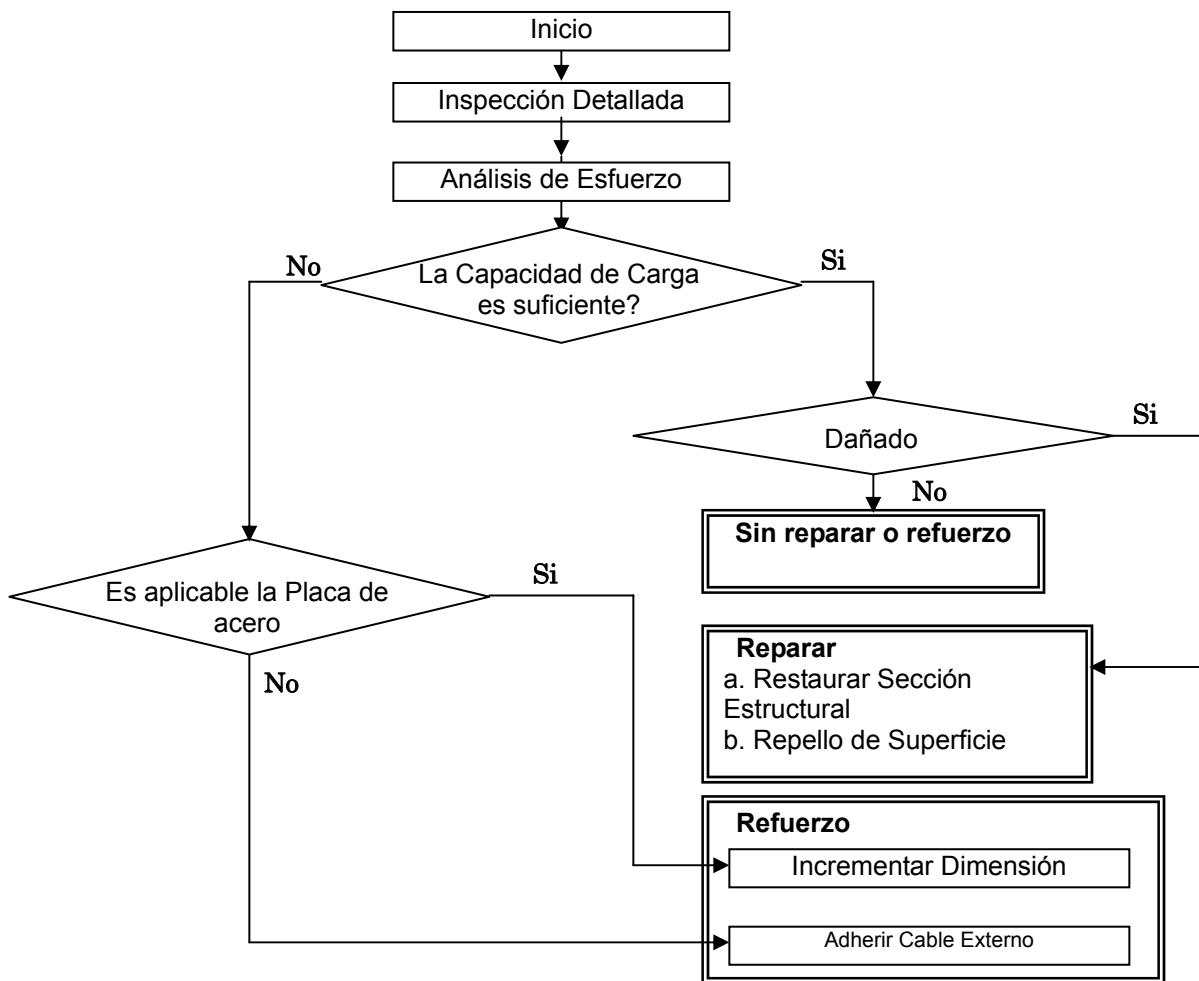 Inicio
Inspección Detallada
Análisis de Esfuerzo
No
Si
La Capacidad de Carga
es suficiente?
Si
Dañado
No
Sin reparar o refuerzo
Si
Es aplicable la Placa de
acero
No
Reparar
a. Restaurar Sección
Estructural
b. Repello de Superficie
Refuerzo
Incrementar Dimensión
Adherir Cable Externo